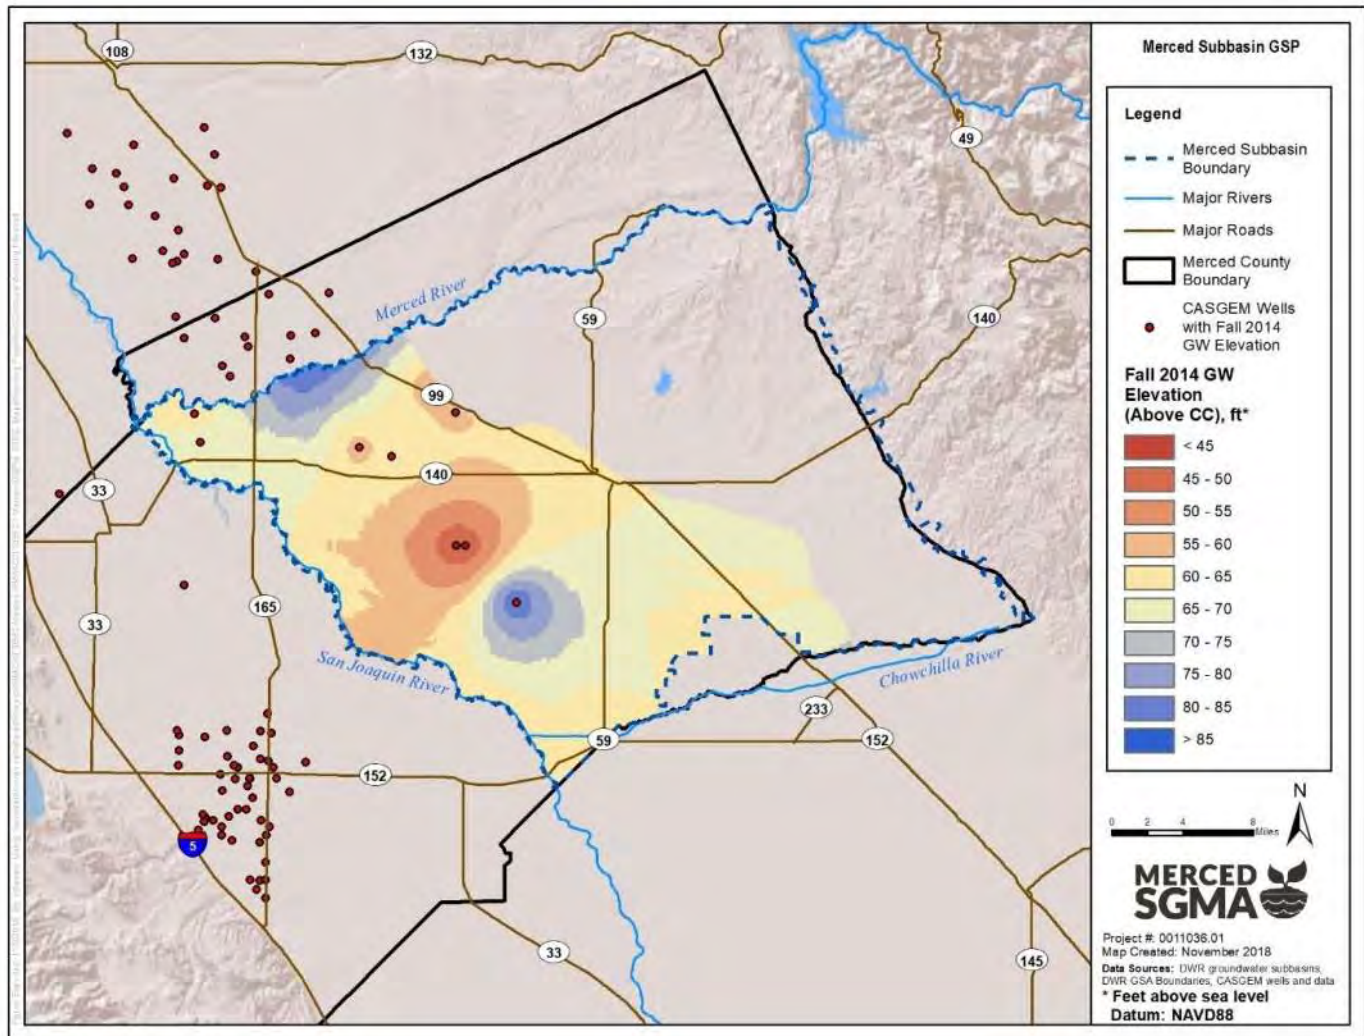 Merced Subbasin GSP
Legend
Merced Subbasin
Boundary
Major Rivers
Major Roads
Merced County
Boundary
CASGEM Wells
with Fall 2014
GW Elevation
Fall 2014 GW
Elevation
(Above CC), ft*
< 45
45 - 50
50 - 55
55 - 60
60 - 65
65 - 70
70 - 75
75 - 80
80 - 85
> 85
N
0 2 4 8
Miles
MERCED
SGMA
Project #: 0011036.01
Map Created: November 2018
Data Sources: DWR groundwater subbasins,
DWR GSA Boundaries, CASGEM wells and data
* Feet above sea level
Datum: NAVD88
108
132
49
Merced River
59
140
99
140
33
165
33
San Joaquin River
Chowchilla River
233
59
152
152
5
33
145